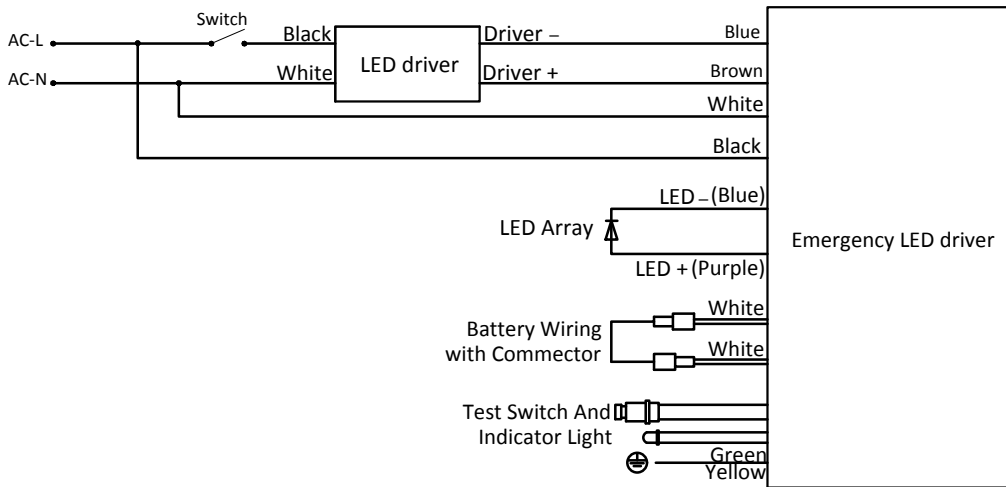 Switch
AC-L
Black
Driver –
Blue
LED driver
AC-N
White
Driver +
Brown
White
Black
LED – (Blue)
LED Array
Emergency LED driver
LED + (Purple)
White
Battery Wiring
with Commector
White
Test Switch And
Indicator Light
Green
Yellow